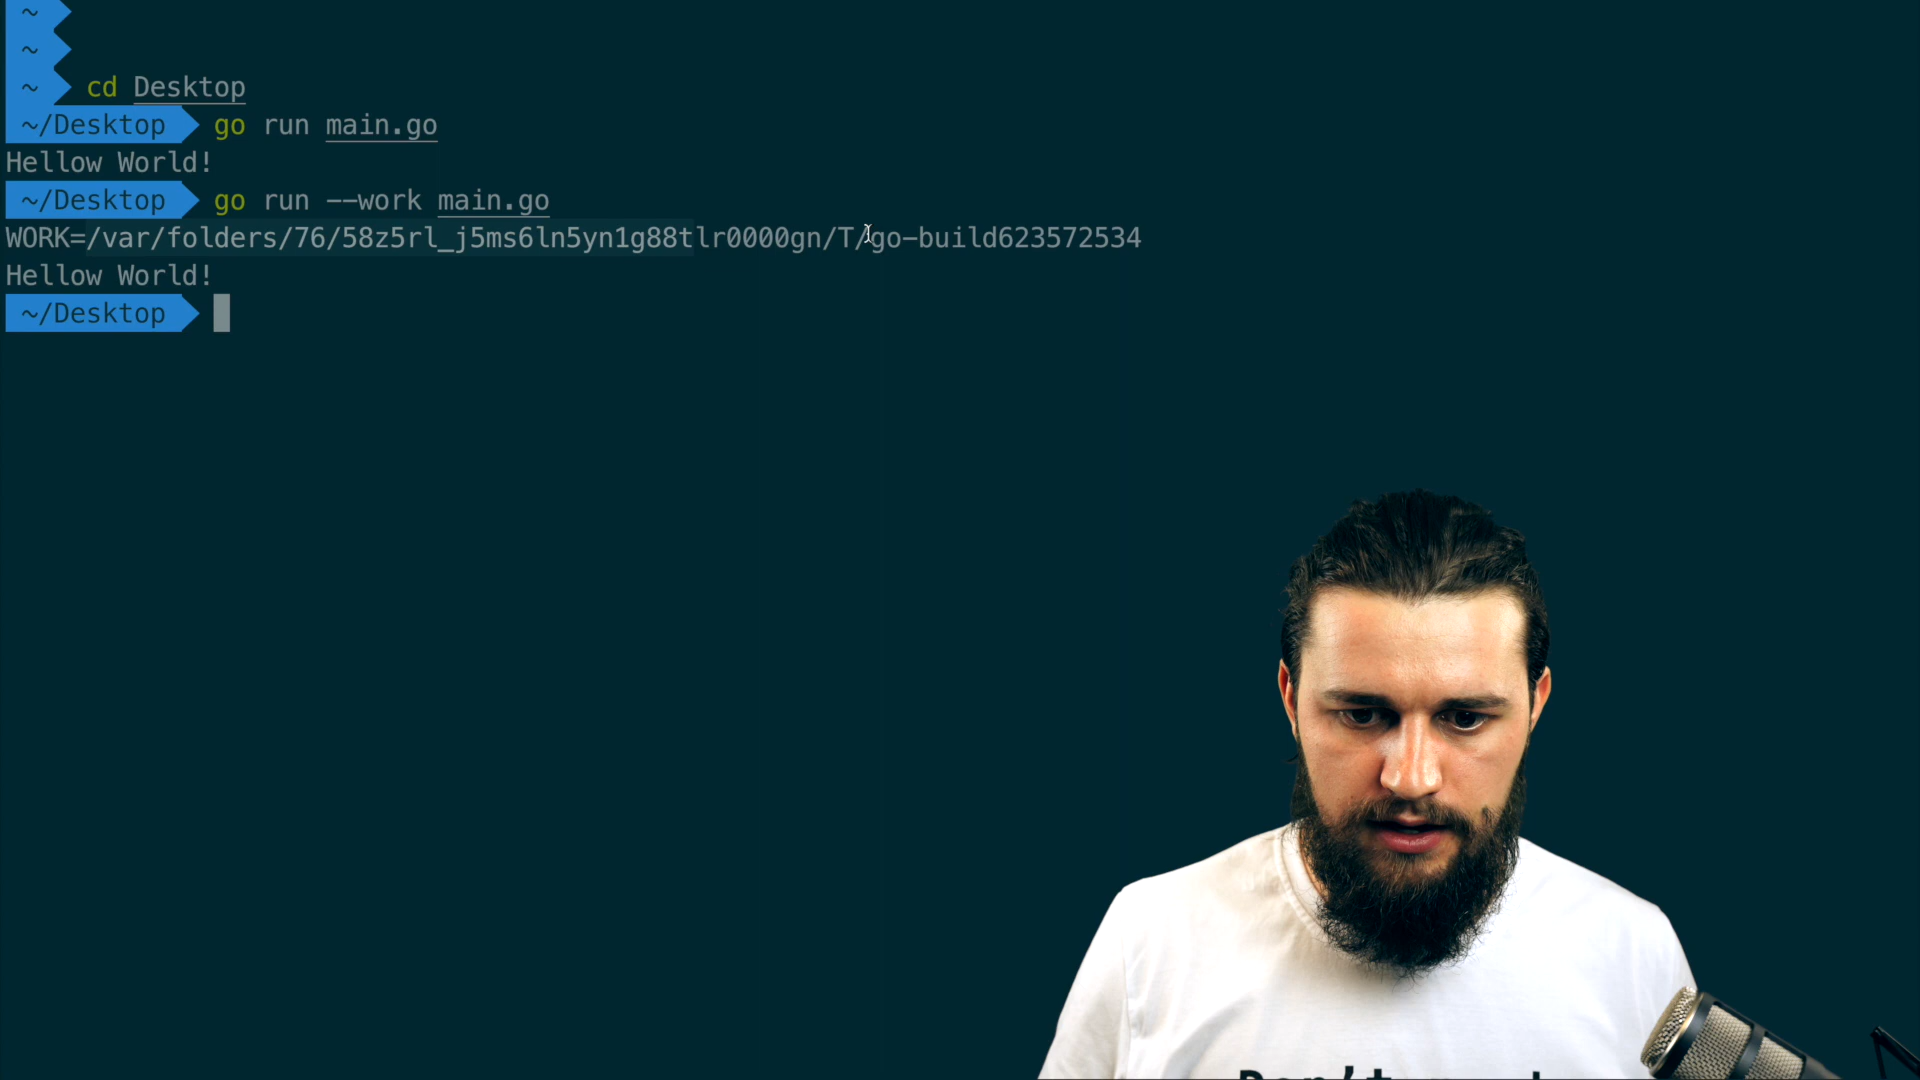 ~
~
~ cd Desktop
~/Desktop go run main.go
Hellow World!
~/Desktop go run --work main.go
WORK=/var/folders/76/58z5rl_j5ms6ln5yn1g88tlr0000gn/T/go-build623572534
Hellow World!
~/Desktop
Don't